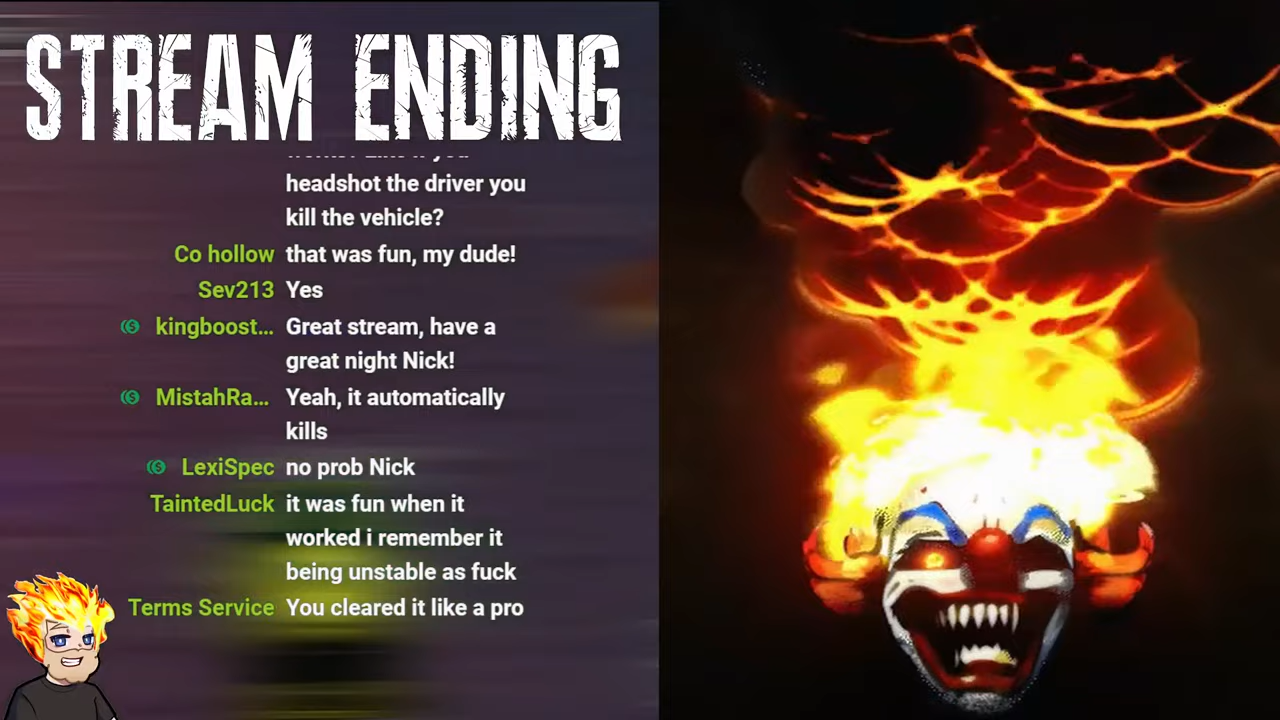 STREAM ENDING
headshot the driver you
kill the vehicle?
Co hollow that was fun, my dude!
Sev213 Yes
kingboost... Great stream, have a
great night Nick!
MistahRa... Yeah, it automatically
kills
LexiSpec no prob Nick
TaintedLuck it was fun when it
worked i remember it
being unstable as fuck
Terms Service You cleared it like a pro